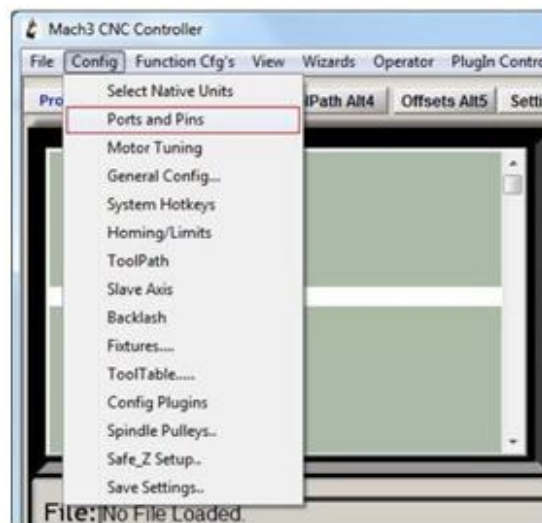 Mach3 CNC Controller
File Config Function Cfg's View Wizards Operator PlugIn Contro
Pro
lPath Alt4 Offsets Alt5 Setti
Select Native Units
Ports and Pins
Motor Tuning
General Config...
System Hotkeys
Homing/Limits
ToolPath
Slave Axis
Backlash
Fixtures....
ToolTable.....
Config Plugins
Spindle Pulleys..
Safe_Z Setup..
Save Settings..
File: No File Loaded.